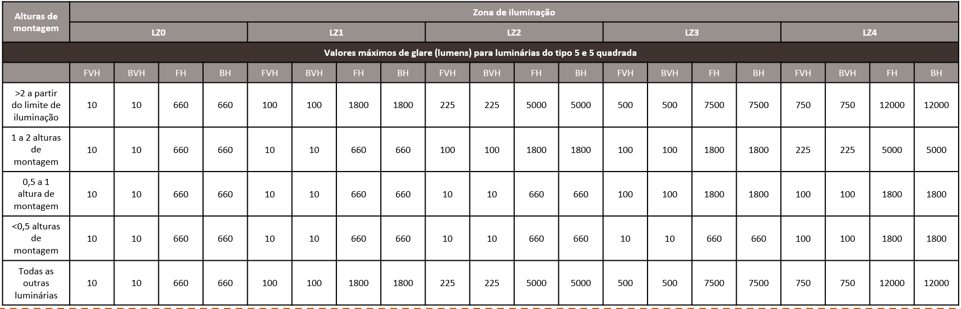 Alturas de montagem Zona de iluminação
LZ0 LZ1 LZ2 LZ3 LZ4
Valores máximos de glare (lumens) para luminárias do tipo 5 e 5 quadrada
FVH BVH FH BH FVH BVH FH BH FVH BVH FH BH FVH BVH FH BH FVH BVH FH BH
>2 a partir do limite de iluminação 10 10 660 660 100 100 1800 1800 225 225 5000 5000 500 500 7500 7500 750 750 12000 12000
1 a 2 alturas de montagem 10 10 660 660 10 10 660 660 100 100 1800 1800 100 100 1800 1800 225 225 5000 5000
0,5 a 1 altura de montagem 10 10 660 660 10 10 660 660 10 10 660 660 100 100 1800 1800 100 100 1800 1800
<0,5 alturas de montagem 10 10 660 660 10 10 660 660 10 10 660 660 10 10 660 660 100 100 1800 1800
Todas as outras luminárias 10 10 660 660 100 100 1800 1800 225 225 5000 5000 500 500 7500 7500 750 750 12000 12000